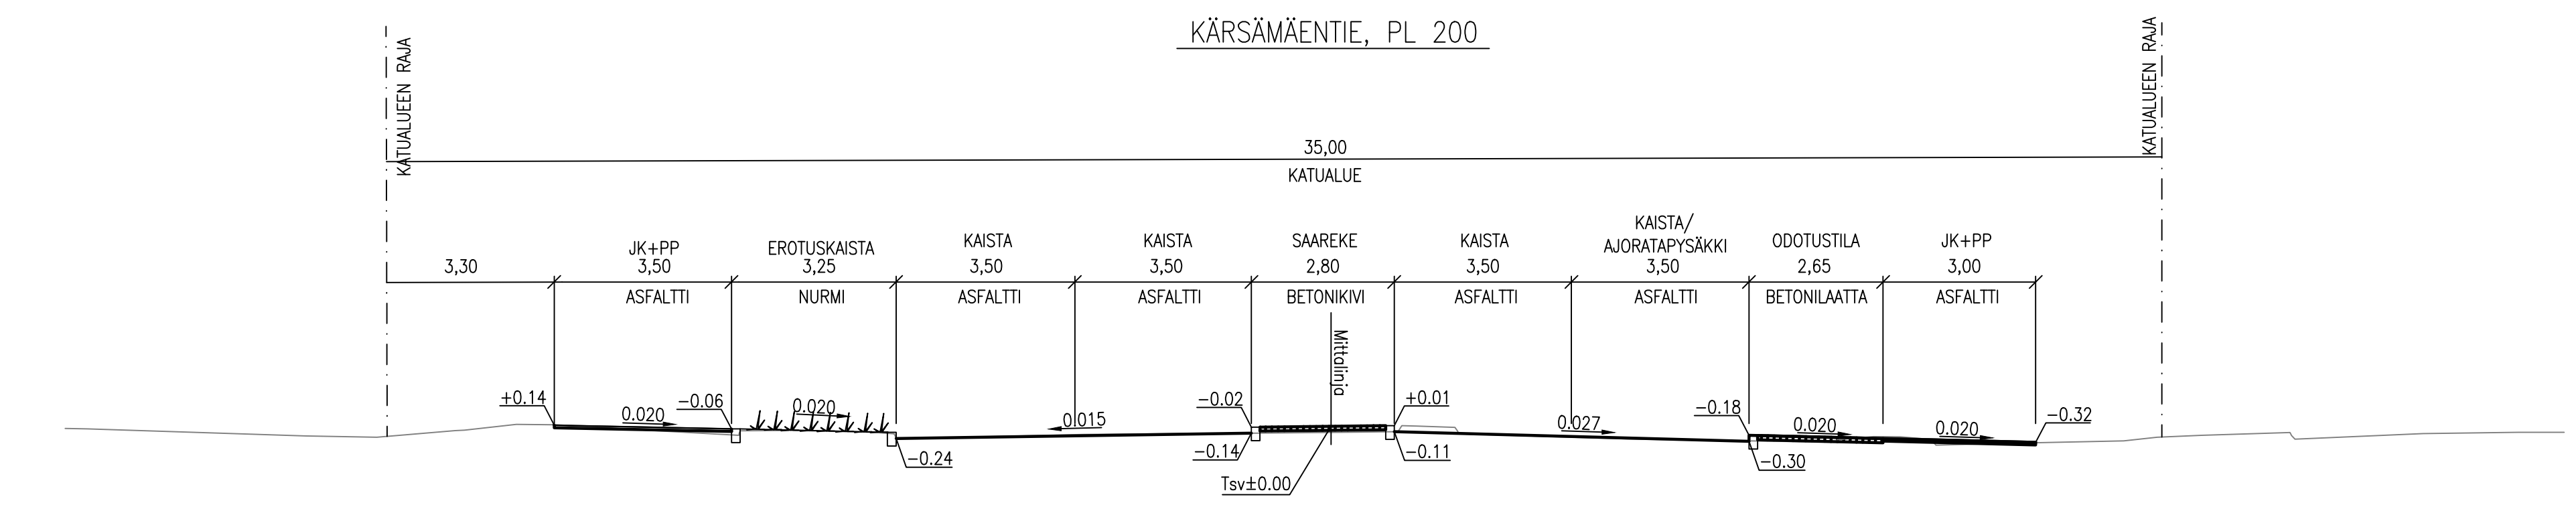 KÄRSÄMÄENTIE, PL 200
KATUALUEEN RAJA
KATUALUEEN RAJA
35,00
KATUALUE
3,30
JK+PP
3,50
ASFALTTI
EROTUSKAISTA
3,25
NURMI
KAISTA
3,50
ASFALTTI
KAISTA
3,50
ASFALTTI
SAAREKE
2,80
BETONIKIVI
KAISTA
3,50
ASFALTTI
KAISTA/
AJORATAPYSÄKKI
3,50
ASFALTTI
ODOTUSTILA
2,65
BETONILAATTA
JK+PP
3,00
ASFALTTI
Mittalinja
+0.14
0.020
-0.06
0.020
-0.24
0.015
-0.02
-0.14
Tsv±0.00
+0.01
-0.11
0.027
-0.18
-0.30
0.020
0.020
-0.32